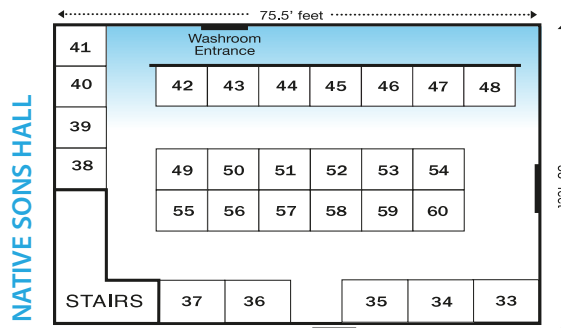 75.5' feet
Washroom
Entrance
41
40
39
38
42 43 44 45 46 47 48
49 50 51 52 53 54
55 56 57 58 59 60
NATIVE SONS HALL
STAIRS
37 36 35 34 33